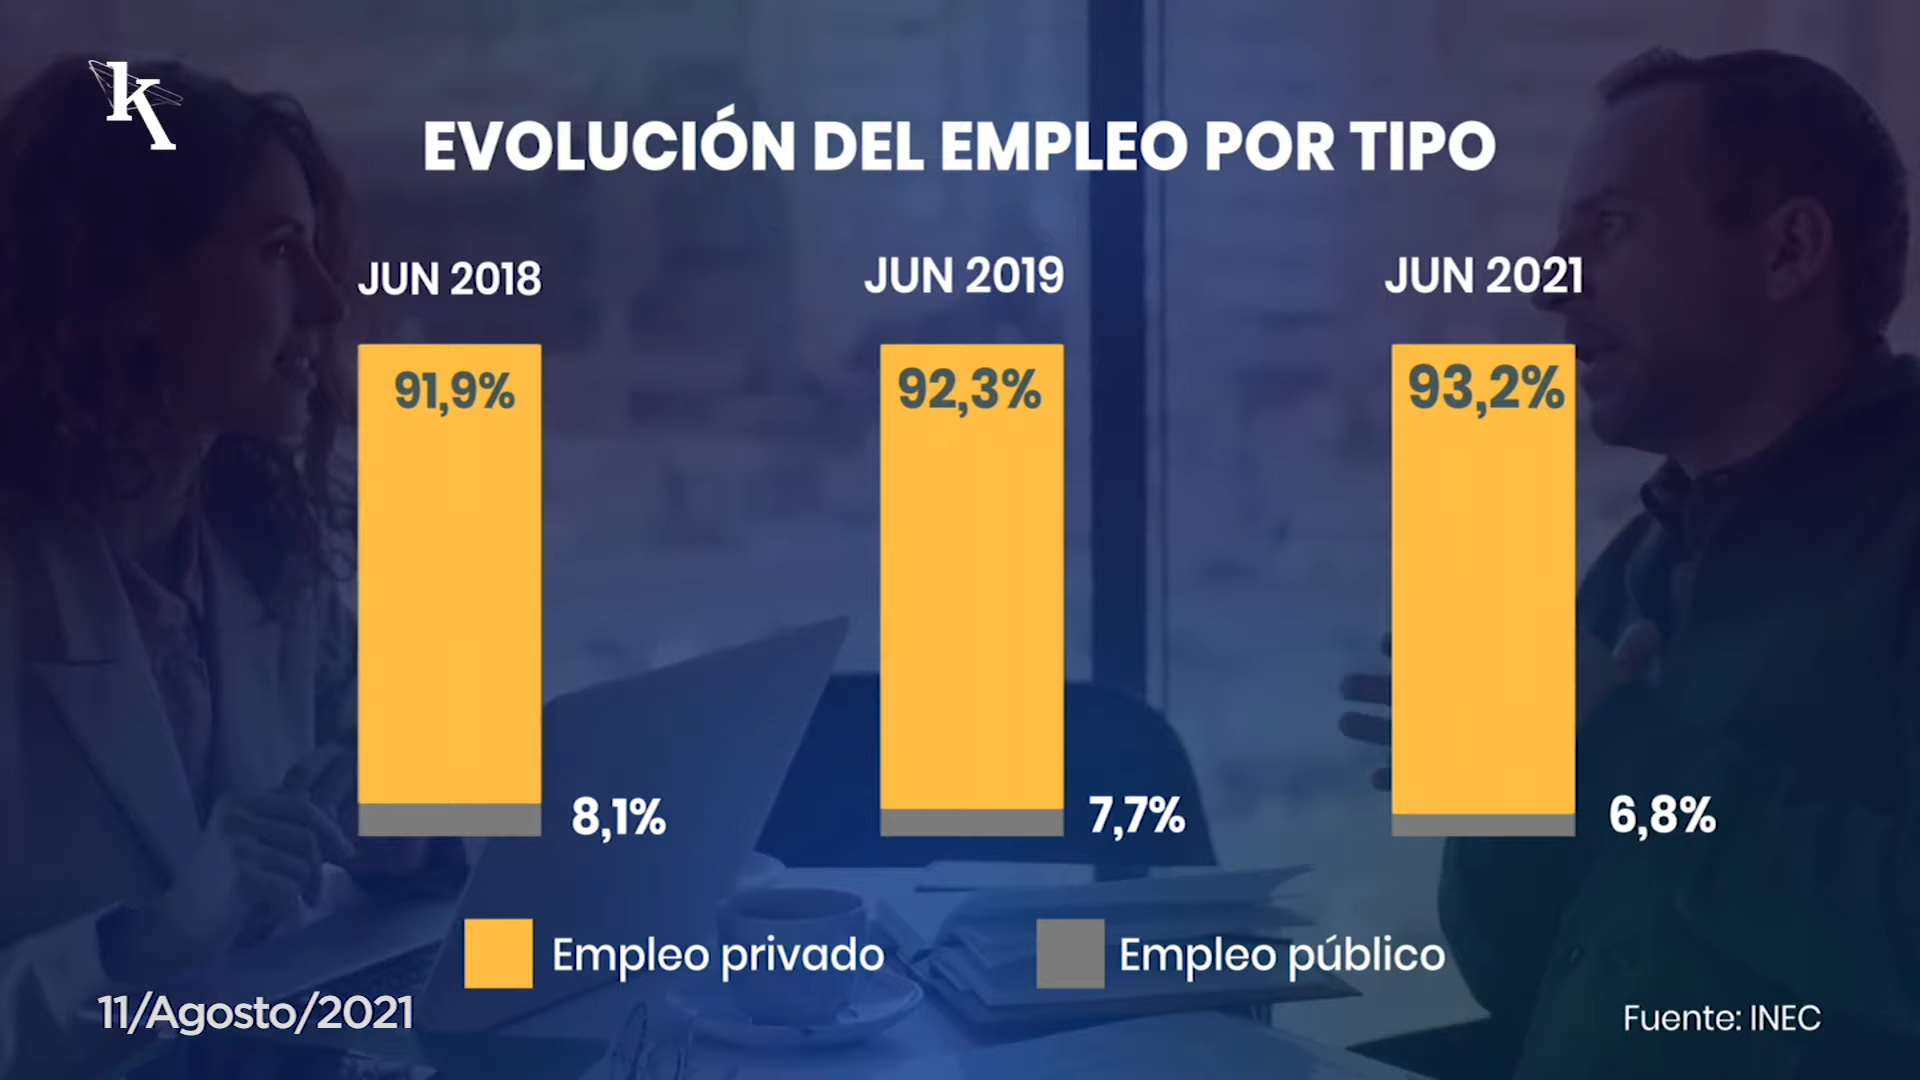 k
EVOLUCIÓN DEL EMPLEO POR TIPO
JUN 2018
JUN 2019
JUN 2021
91,9%
92,3%
93,2%
8,1%
7,7%
6,8%
Empleo privado
Empleo público
11/Agosto/2021
Fuente: INEC